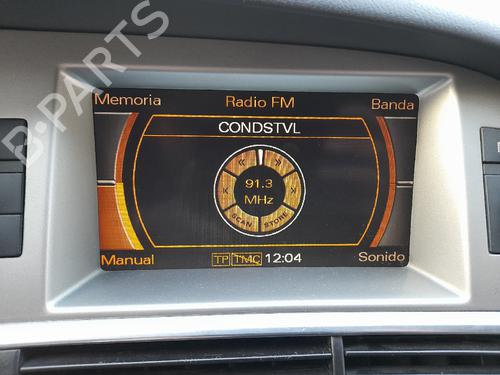 B-PARTS
Memoria Radio FM Banda
CONDSTVL
91.3
MHz
SCAN STORE
Manual TP TMC 12:04 Sonido